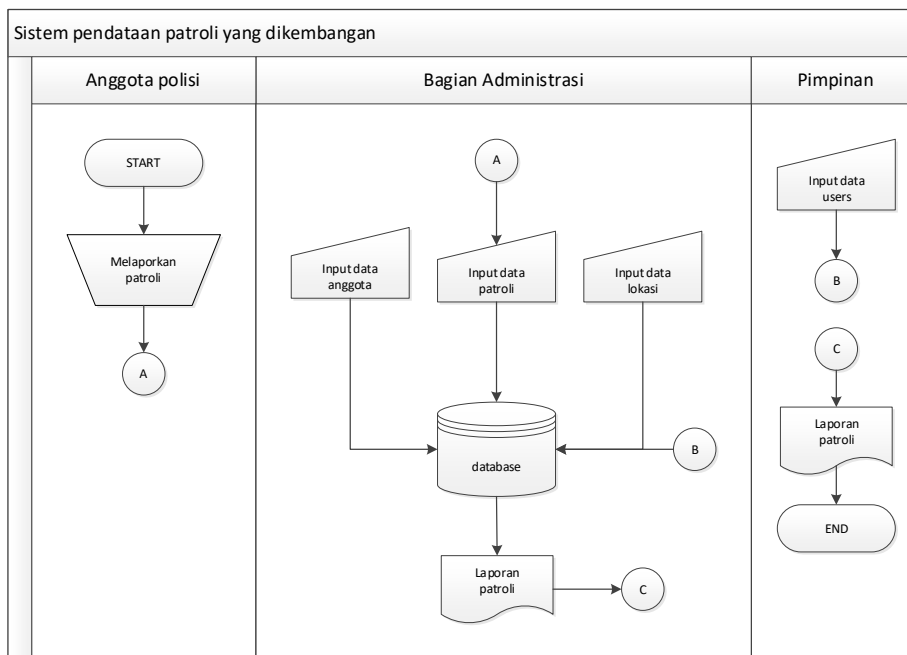 Sistem pendataan patroli yang dikembangan
Anggota polisi
Bagian Administrasi
Pimpinan
START
Melaporkan
patroli
A
A
Input data
anggota
Input data
patroli
Input data
lokasi
database
B
Laporan
patroli
C
Input data
users
B
C
Laporan
patroli
END